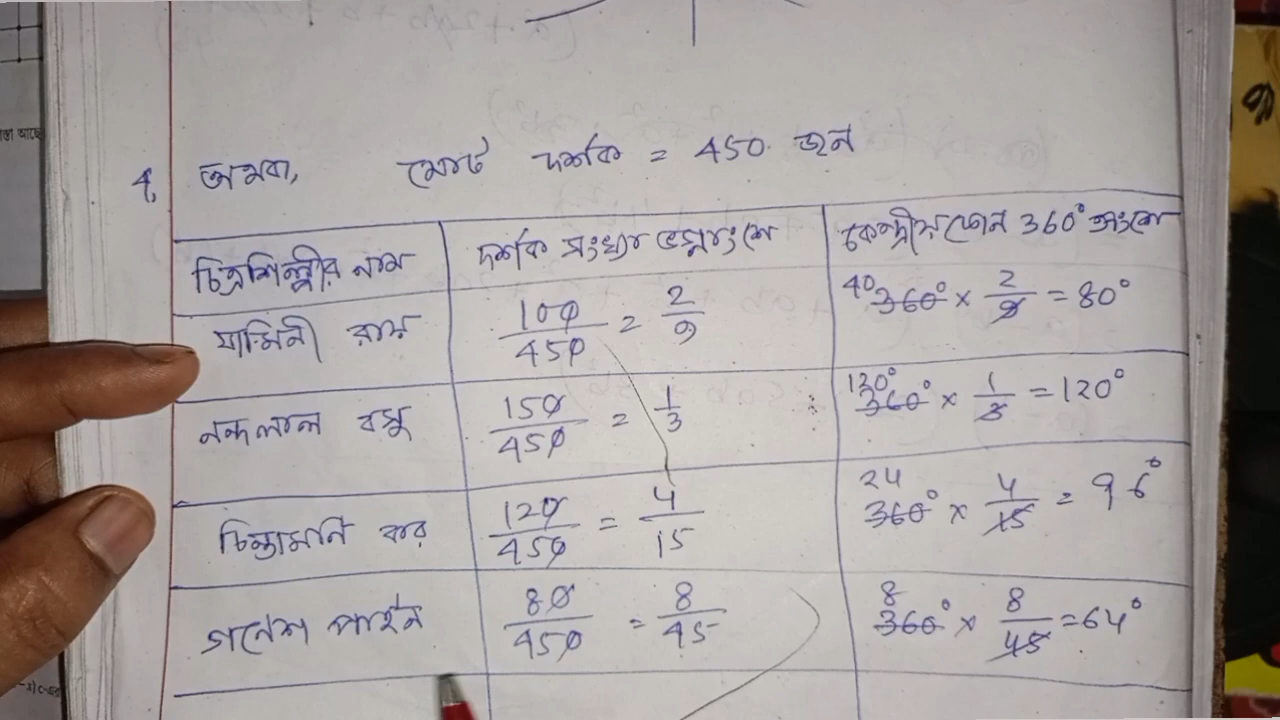 স্তা আছে
4, অথবা, মোট দর্শক = 450 জন
চিত্রশিল্পীর নাম দর্শক সংখ্যার ভগ্নাংশে কেন্দ্রীয় কোন 360° অংশে
যামিনী রায় 100/450 = 2/9 40 360° × 2/9 = 80°
নন্দলাল বসু 150/450 = 1/3 120° 360° × 1/3 = 120°
চিন্তামনি কর 120/450 = 4/15 24 360° × 4/15 = 96°
গনেশ পাইন 80/450 = 8/45 8 360° × 8/45 = 64°